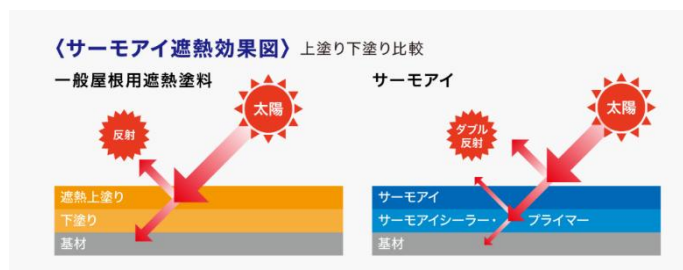 〈サーモアイ遮熱効果図〉 上塗り下塗り比較
一般屋根用遮熱塗料
太陽
反射
遮熱上塗り
下塗り
基材
サーモアイ
太陽
ダブル
反射
サーモアイ
サーモアイシーラー・ プライマー
基材